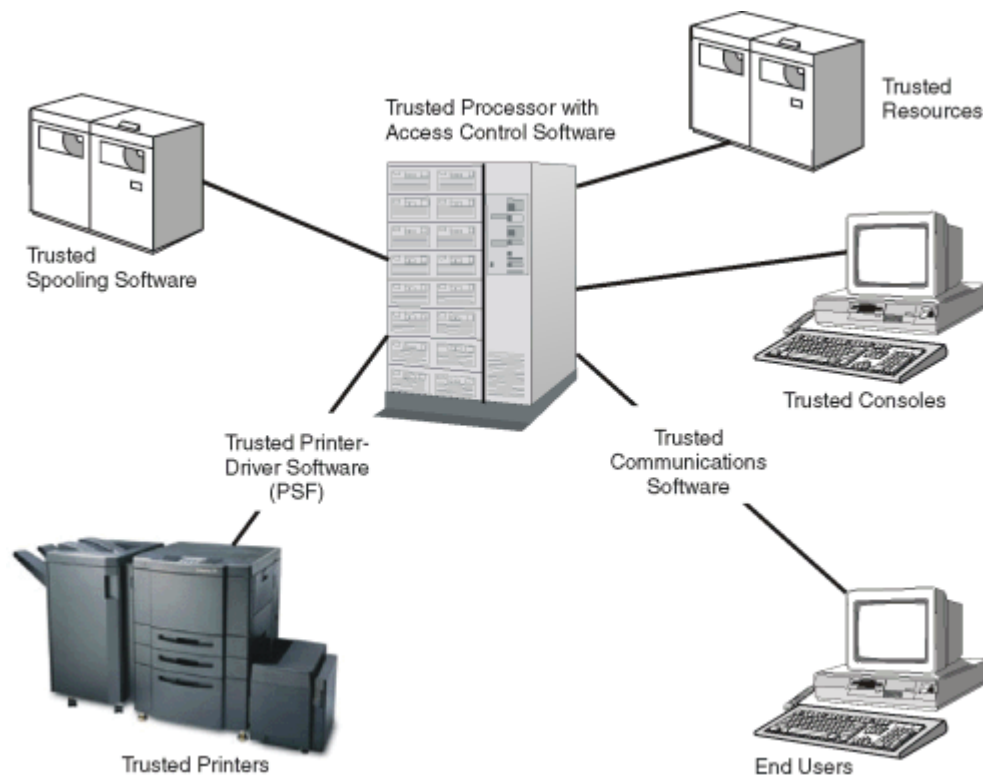 Trusted Processor with
Access Control Software
Trusted
Resources
Trusted
Spooling Software
Trusted Consoles
Trusted Printer-
Driver Software
(PSF)
Trusted
Communications
Software
Trusted Printers
End Users